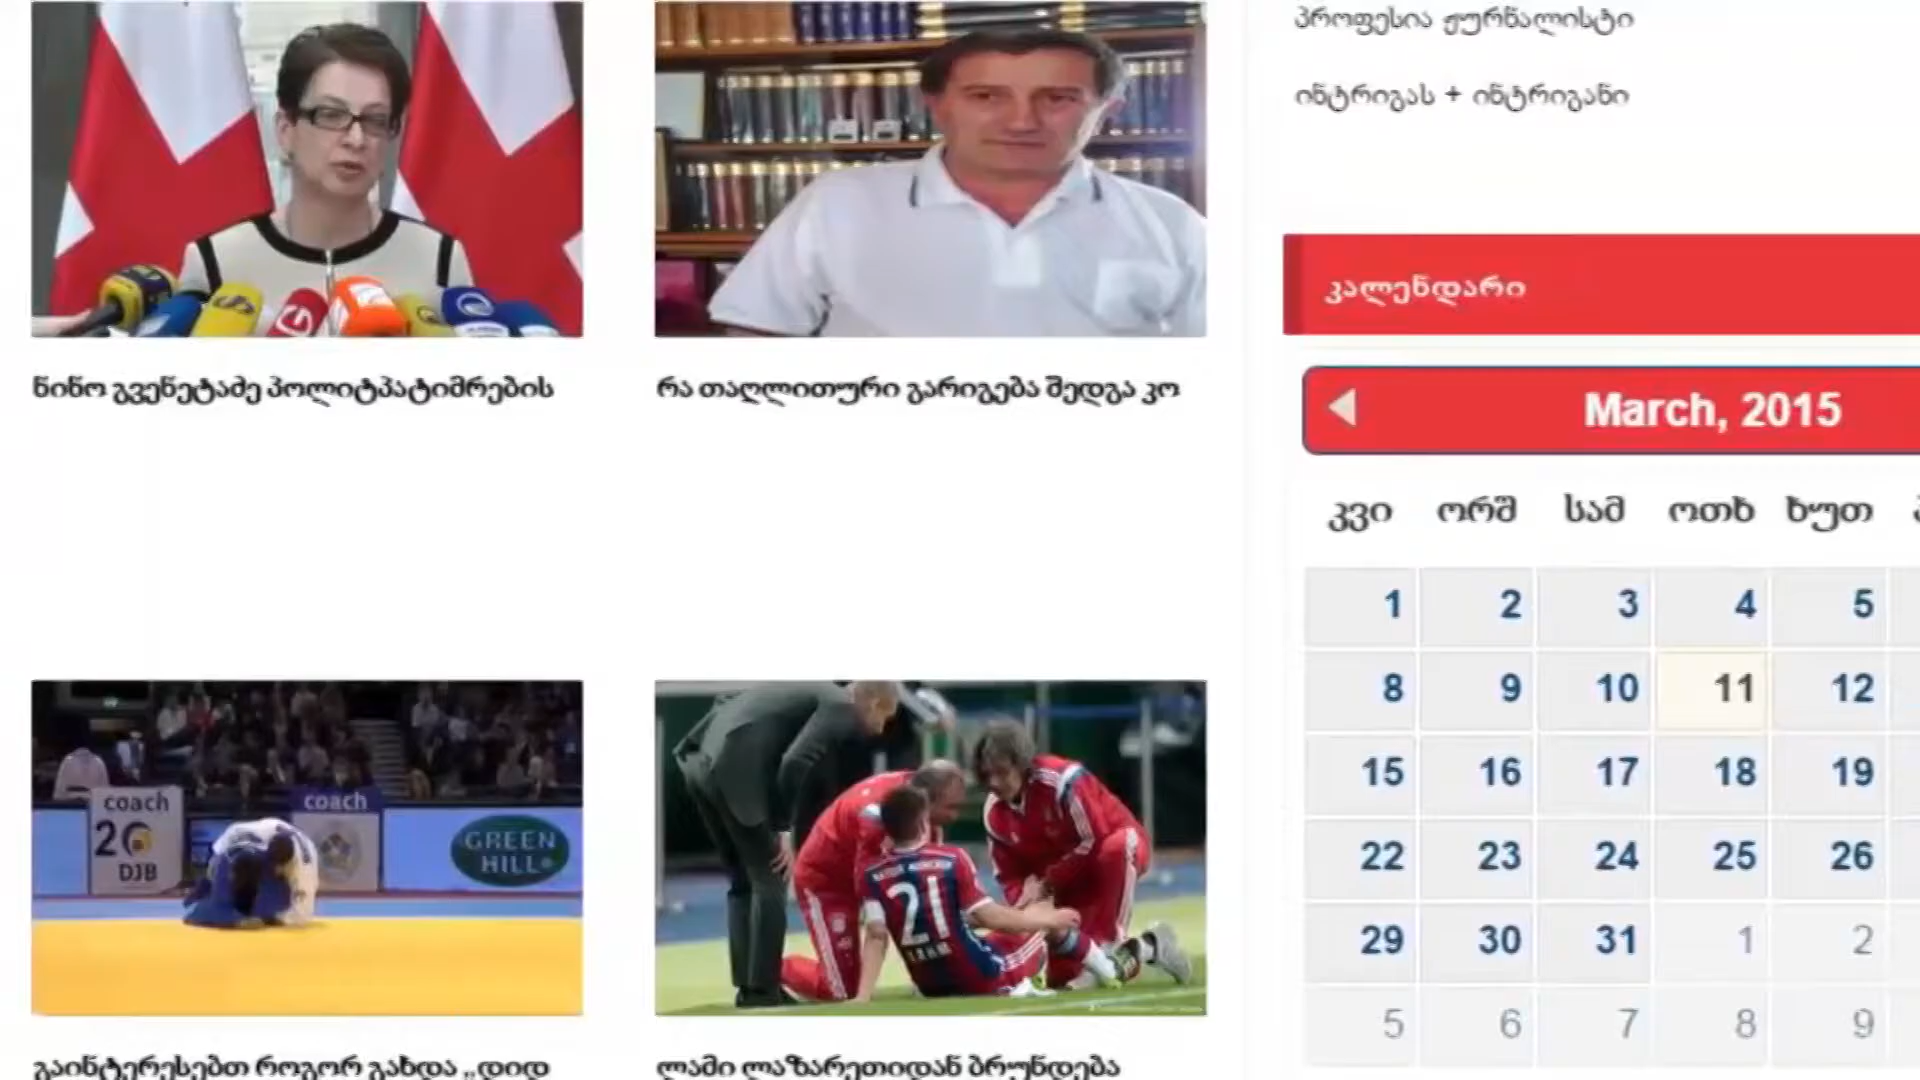 პროფესია ჟურნალისტი
ინტრიგას + ინტრიგანი
ნინო გვენეტაძე პოლიტპატიმრების
რა თაღლითური გარიგება შედგა კო
კალენდარი
March, 2015
კვი ორშ სამ ოთხ ხუთ
1 2 3 4 5
8 9 10 11 12
15 16 17 18 19
22 23 24 25 26
29 30 31 1 2
5 6 7 8 9
coach
coach
20
DJB
GREEN
HILL
21
გაინტერესებთ როგორ გახდა „დიდ
ლამი ლაზარეთიდან ბრუნდება